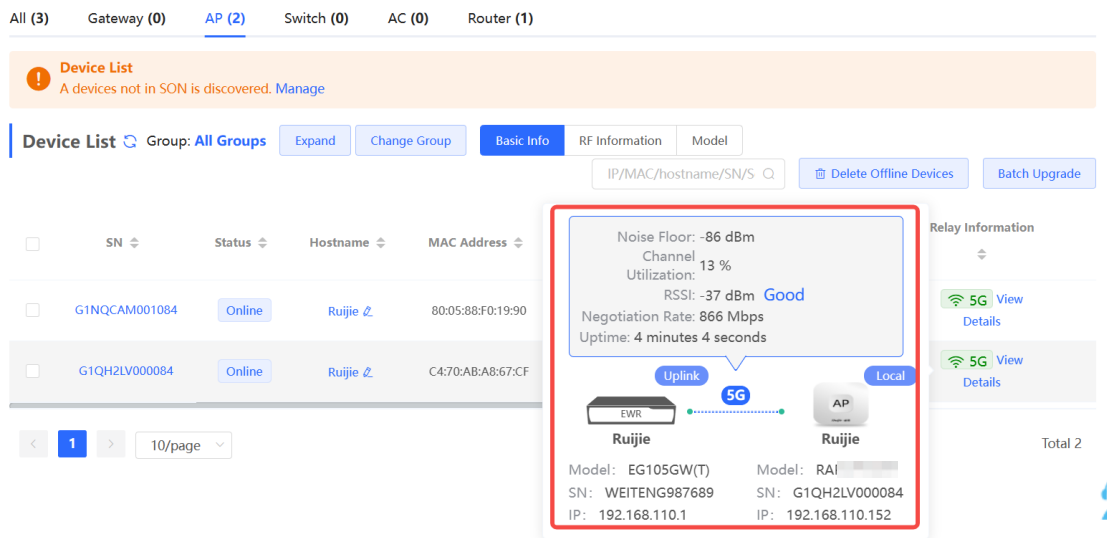 All (3) Gateway (0) AP (2) Switch (0) AC (0) Router (1)
Device List
A devices not in SON is discovered. Manage
Device List Group: All Groups Expand Change Group Basic Info RF Information Model
IP/MAC/hostname/SN/S Delete Offline Devices Batch Upgrade
SN Status Hostname MAC Address Relay Information
G1NQCAM001084 Online Ruijie 80:05:88:F0:19:90 5G View Details
G1QH2LV000084 Online Ruijie C4:70:AB:A8:67:CF 5G View Details
Noise Floor: -86 dBm
Channel Utilization: 13 %
RSSI: -37 dBm Good
Negotiation Rate: 866 Mbps
Uptime: 4 minutes 4 seconds
Uplink 5G Local
EWR AP
Ruijie Ruijie
Model: EG105GW(T) Model:
SN: WEITENG987689 SN: G1QH2LV000084
IP: 192.168.110.1 IP: 192.168.110.152
1 10/page Total 2